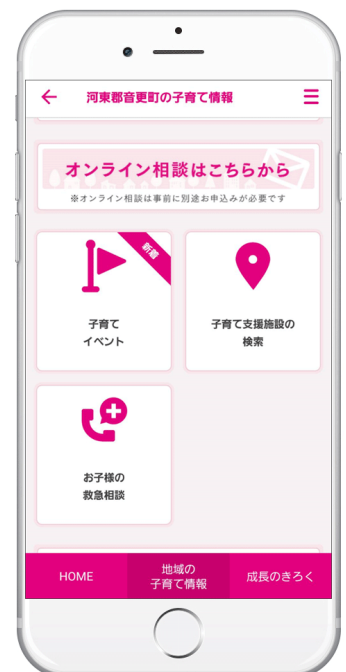 河東郡音更町の子育て情報
オンライン相談はこちらから
※オンライン相談は事前に別途お申込みが必要です
新着
子育て
イベント
子育て支援施設の
検索
お子様の
救急相談
HOME
地域の
子育て情報
成長のきろく